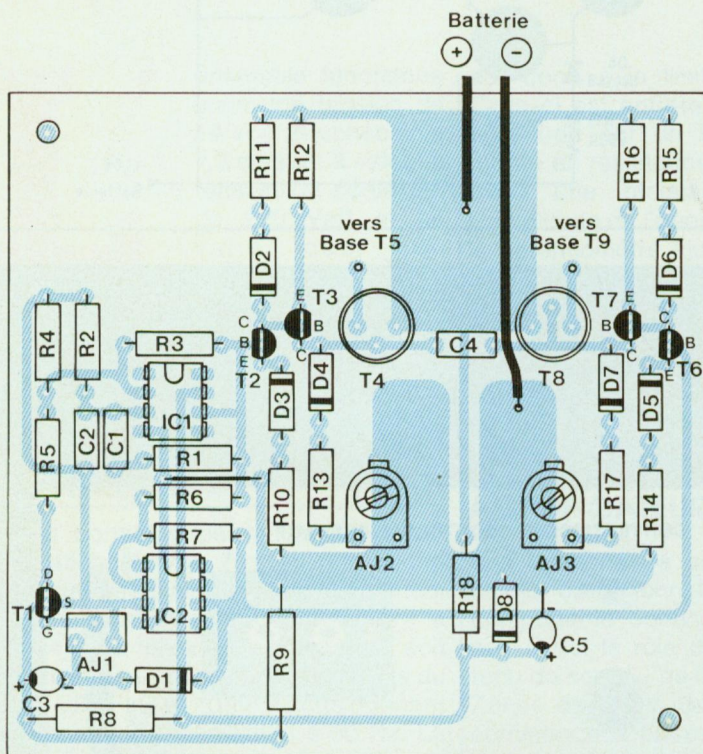 Batterie
+ −
R11 R12 R16 R15
vers
Base T5
vers
Base T9
D2 D6
E T3 T7 E
C B B C
R4 R2 R3 B C C4 C B
T2 E T4 T8 E T6
D3 D4 D7 D5
IC1
R5 C2 C1
R1
R6
R7
R10 R13 R17 R14
AJ2 AJ3
D
T1 S
G
IC2
R18 D8 -
C5
+
AJ1
R9
+ -
C3
D1
R8